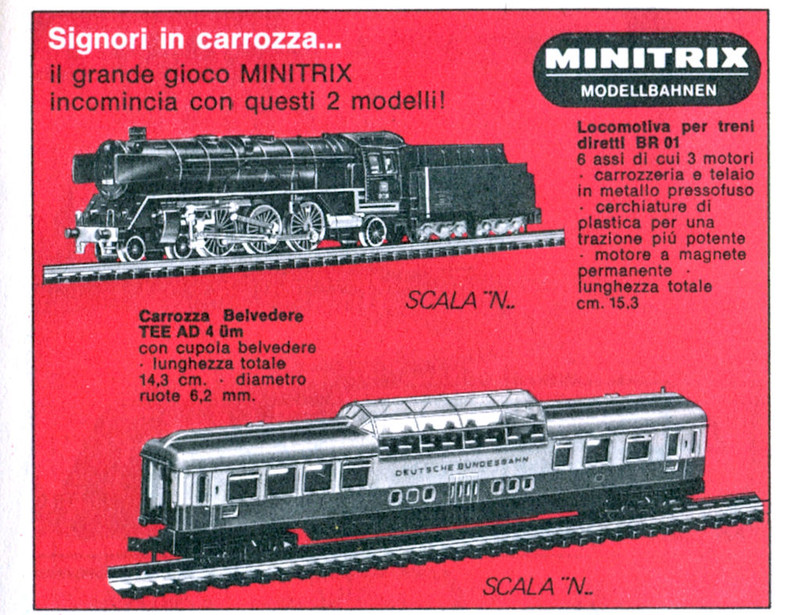 Signori in carrozza...
il grande gioco MINITRIX
incomincia con questi 2 modelli!
MINITRIX
MODELLBAHNEN
Locomotiva per treni
diretti BR 01
6 assi di cui 3 motori
· carrozzeria e telaio
in metallo pressofuso
· cerchiature di
plastica per una
trazione piú potente
· motore a magnete
permanente ·
lunghezza totale
cm. 15,3
SCALA "N„
Carrozza Belvedere
TEE AD 4 üm
con cupola belvedere
· lunghezza totale
14,3 cm. · diametro
ruote 6,2 mm.
DEUTSCHE BUNDESBAHN
SCALA "N„